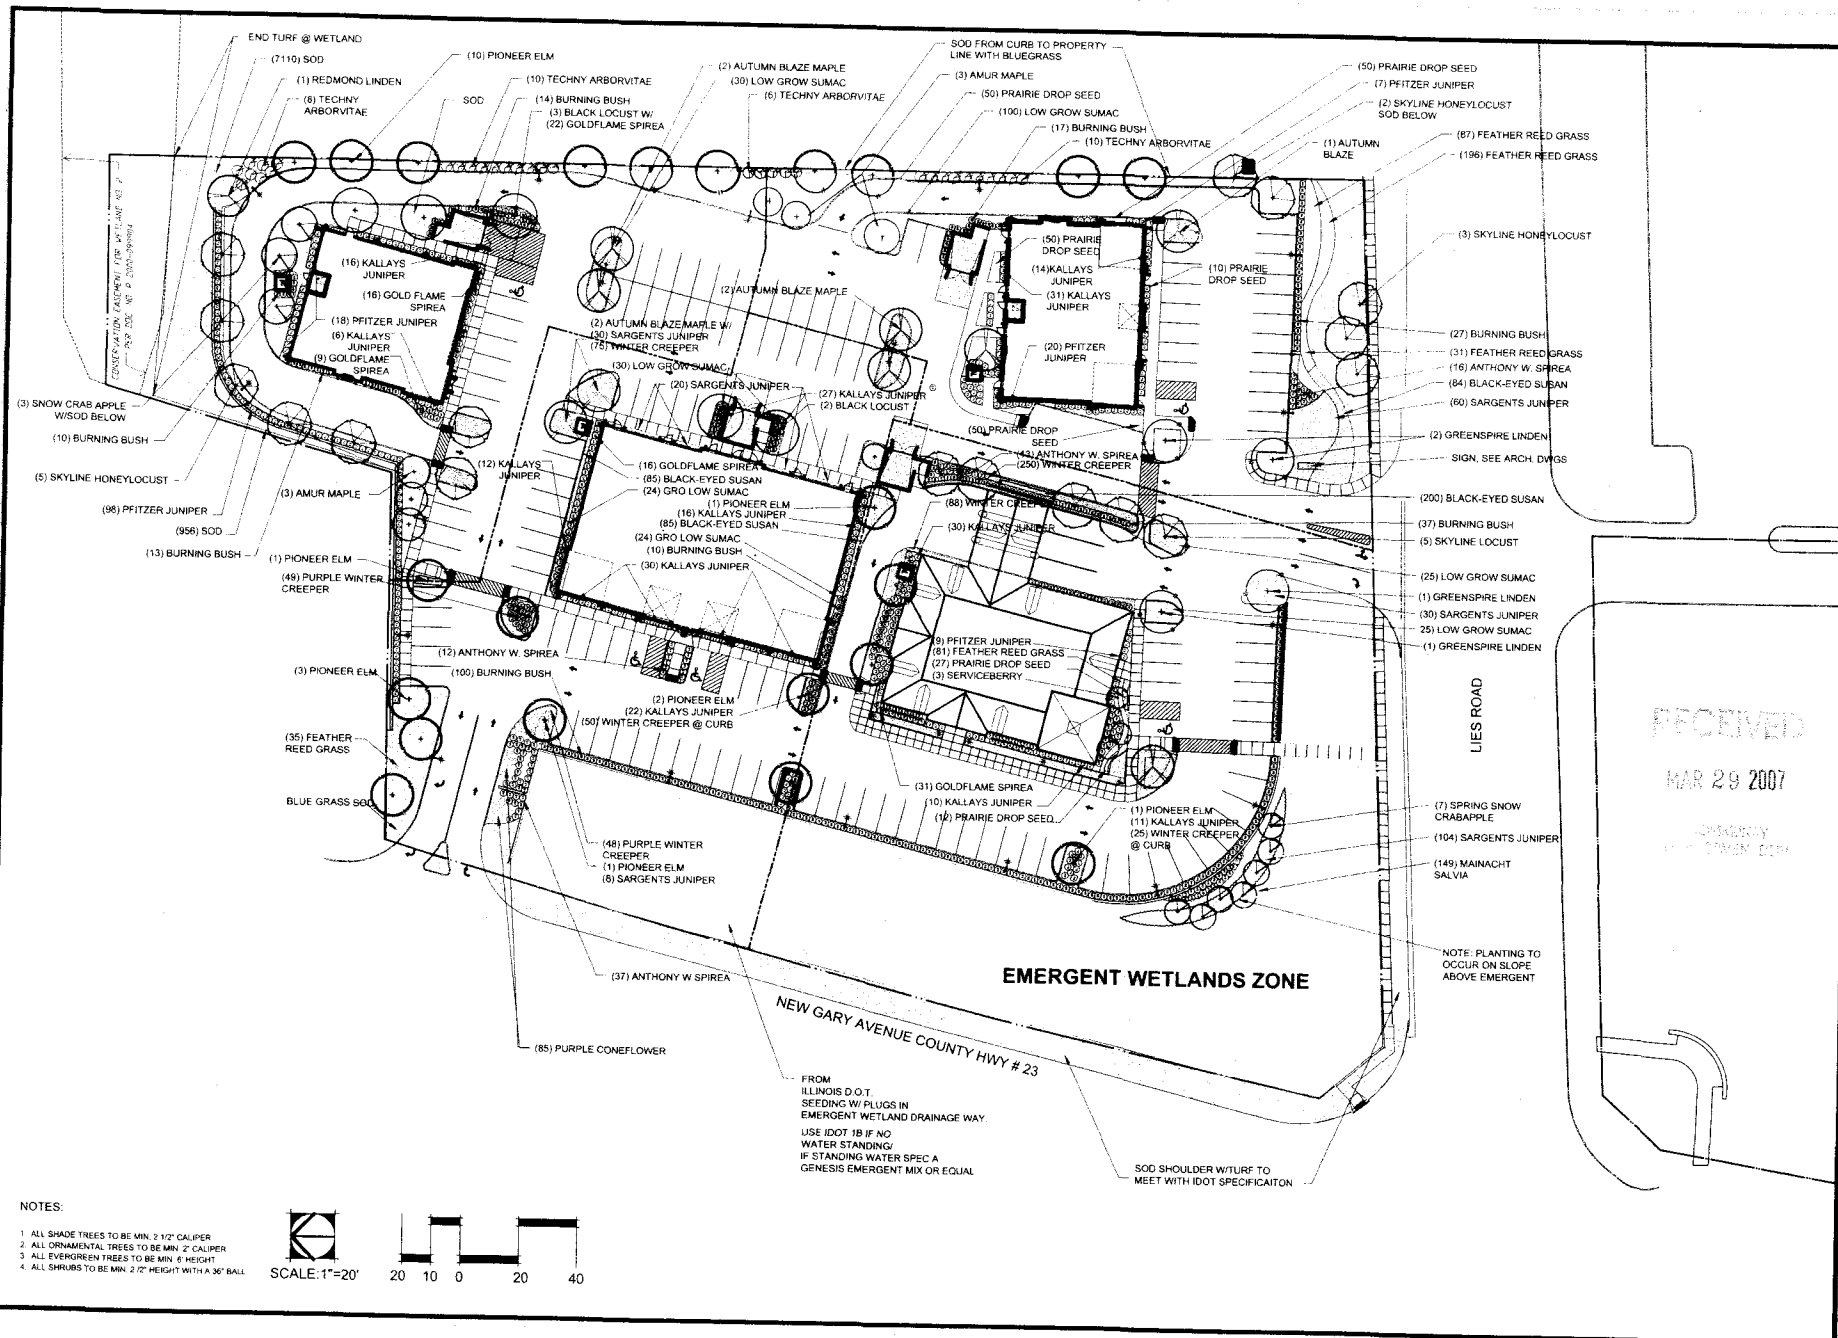 END TURF @ WETLAND
(7110) SOD
(1) REDMOND LINDEN
(8) TECHNY
ARBORVITAE
(10) PIONEER ELM
SOD
(10) TECHNY ARBORVITAE
(14) BURNING BUSH
(3) BLACK LOCUST W/
(22) GOLDFLAME SPIREA
(2) AUTUMN BLAZE MAPLE
(30) LOW GROW SUMAC
(6) TECHNY ARBORVITAE
SOD FROM CURB TO PROPERTY
LINE WITH BLUEGRASS
(3) AMUR MAPLE
(50) PRAIRIE DROP SEED
(100) LOW GROW SUMAC
(17) BURNING BUSH
(10) TECHNY ARBORVITAE
(50) PRAIRIE DROP SEED
(7) PFITZER JUNIPER
(2) SKYLINE HONEYLOCUST
SOD BELOW
(1) AUTUMN
BLAZE
(87) FEATHER REED GRASS
(196) FEATHER REED GRASS
(3) SKYLINE HONEYLOCUST
CONSERVATION EASEMENT FOR WETLAND NO. 2
(16) KALLAYS
JUNIPER
(16) GOLD FLAME
SPIREA
(18) PFITZER JUNIPER
(6) KALLAYS
JUNIPER
(9) GOLDFLAME
SPIREA
(2) AUTUMN BLAZE MAPLE
(2) AUTUMN BLAZE MAPLE W/
(30) SARGENTS JUNIPER
(75) WINTER CREEPER
(30) LOW GROW SUMAC
(20) SARGENTS JUNIPER
(27) KALLAYS JUNIPER
(2) BLACK LOCUST
(50) PRAIRIE
DROP SEED
(14)KALLAYS
JUNIPER
(31) KALLAYS
JUNIPER
(20) PFITZER
JUNIPER
(10) PRAIRIE
DROP SEED
(50) PRAIRIE DROP
SEED
(43) ANTHONY W. SPIREA
(250) WINTER CREEPER
(27) BURNING BUSH
(31) FEATHER REED GRASS
(16) ANTHONY W. SPIREA
(84) BLACK-EYED SUSAN
(60) SARGENTS JUNIPER
(2) GREENSPIRE LINDEN
SIGN, SEE ARCH. DWGS
(200) BLACK-EYED SUSAN
(37) BURNING BUSH
(5) SKYLINE LOCUST
(25) LOW GROW SUMAC
(1) GREENSPIRE LINDEN
(30) SARGENTS JUNIPER
25) LOW GROW SUMAC
(1) GREENSPIRE LINDEN
(3) SNOW CRAB APPLE
W/SOD BELOW
(10) BURNING BUSH
(5) SKYLINE HONEYLOCUST
(3) AMUR MAPLE
(98) PFITZER JUNIPER
(956) SOD
(13) BURNING BUSH
(1) PIONEER ELM
(49) PURPLE WINTER
CREEPER
(12) KALLAYS
JUNIPER
(16) GOLDFLAME SPIREA
(85) BLACK-EYED SUSAN
(24) GRO LOW SUMAC
(1) PIONEER ELM
(16) KALLAYS JUNIPER
(85) BLACK-EYED SUSAN
(24) GRO LOW SUMAC
(10) BURNING BUSH
(30) KALLAYS JUNIPER
(88) WINTER CREEPER
(30) KALLAYS JUNIPER
(9) PFITZER JUNIPER
(81) FEATHER REED GRASS
(27) PRAIRIE DROP SEED
(3) SERVICEBERRY
(12) ANTHONY W. SPIREA
(100) BURNING BUSH
(3) PIONEER ELM
(2) PIONEER ELM
(22) KALLAYS JUNIPER
(50) WINTER CREEPER @ CURB
(35) FEATHER
REED GRASS
BLUE GRASS SOD
(31) GOLDFLAME SPIREA
(10) KALLAYS JUNIPER
(12) PRAIRIE DROP SEED
(1) PIONEER ELM
(11) KALLAYS JUNIPER
(25) WINTER CREEPER
@ CURB
(48) PURPLE WINTER
CREEPER
(1) PIONEER ELM
(6) SARGENTS JUNIPER
(7) SPRING SNOW
CRABAPPLE
(104) SARGENTS JUNIPER
(149) MAINACHT
SALVIA
LIES ROAD
RECEIVED
MAR 29 2007
NOTE: PLANTING TO
OCCUR ON SLOPE
ABOVE EMERGENT
EMERGENT WETLANDS ZONE
(37) ANTHONY W SPIREA
NEW GARY AVENUE COUNTY HWY # 23
(85) PURPLE CONEFLOWER
FROM
ILLINOIS D.O.T.
SEEDING W/ PLUGS IN
EMERGENT WETLAND DRAINAGE WAY.
USE IDOT 1B IF NO
WATER STANDING/
IF STANDING WATER SPEC A
GENESIS EMERGENT MIX OR EQUAL
SOD SHOULDER W/TURF TO
MEET WITH IDOT SPECIFICAITON
NOTES:
1 ALL SHADE TREES TO BE MIN. 2 1/2" CALIPER
2. ALL ORNAMENTAL TREES TO BE MIN 2" CALIPER
3 ALL EVERGREEN TREES TO BE MIN 6' HEIGHT
4. ALL SHRUBS TO BE MIN. 2 /2" HEIGHT WITH A 36" BALL
SCALE:1"=20'
20 10 0 20 40